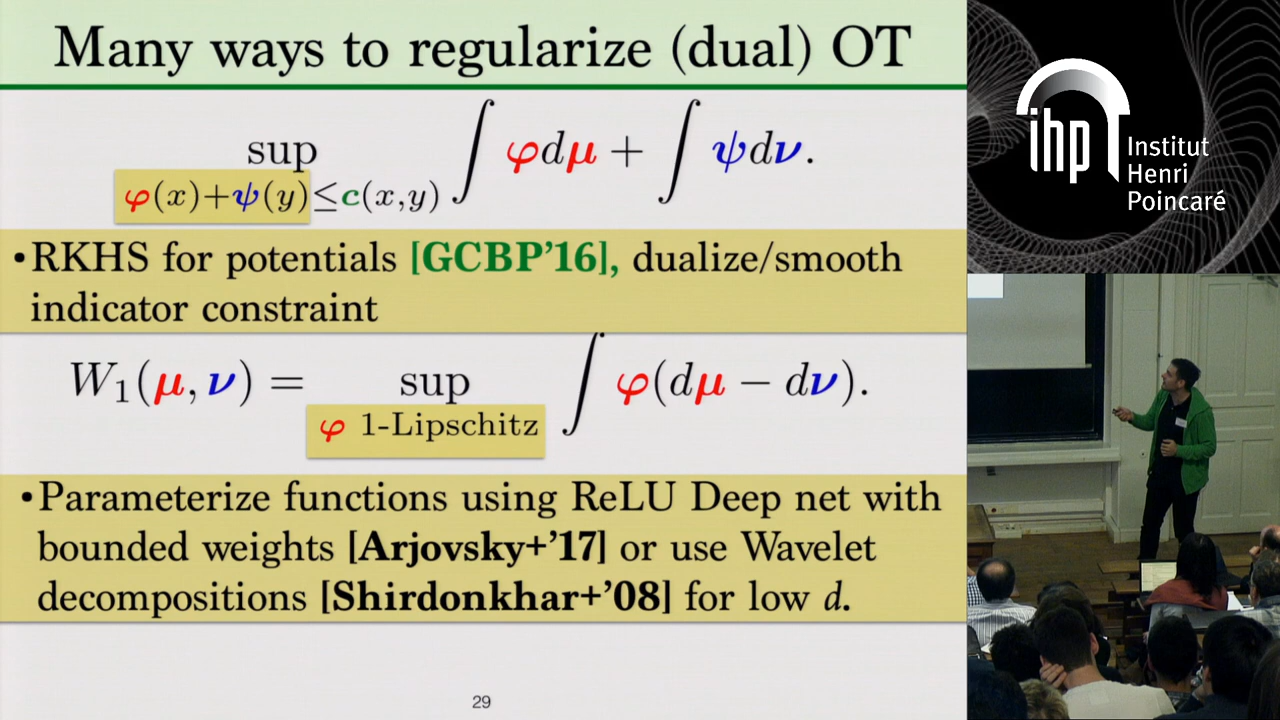 Many ways to regularize (dual) OT
sup ∫ φdμ + ∫ ψdν.
φ(x)+ψ(y)≤c(x,y)
•RKHS for potentials [GCBP’16], dualize/smooth
indicator constraint
W₁(μ, ν) = sup ∫ φ(dμ − dν).
φ 1-Lipschitz
•Parameterize functions using ReLU Deep net with
bounded weights [Arjovsky+’17] or use Wavelet
decompositions [Shirdonkhar+’08] for low d.
29
ihp
Institut
Henri
Poincaré